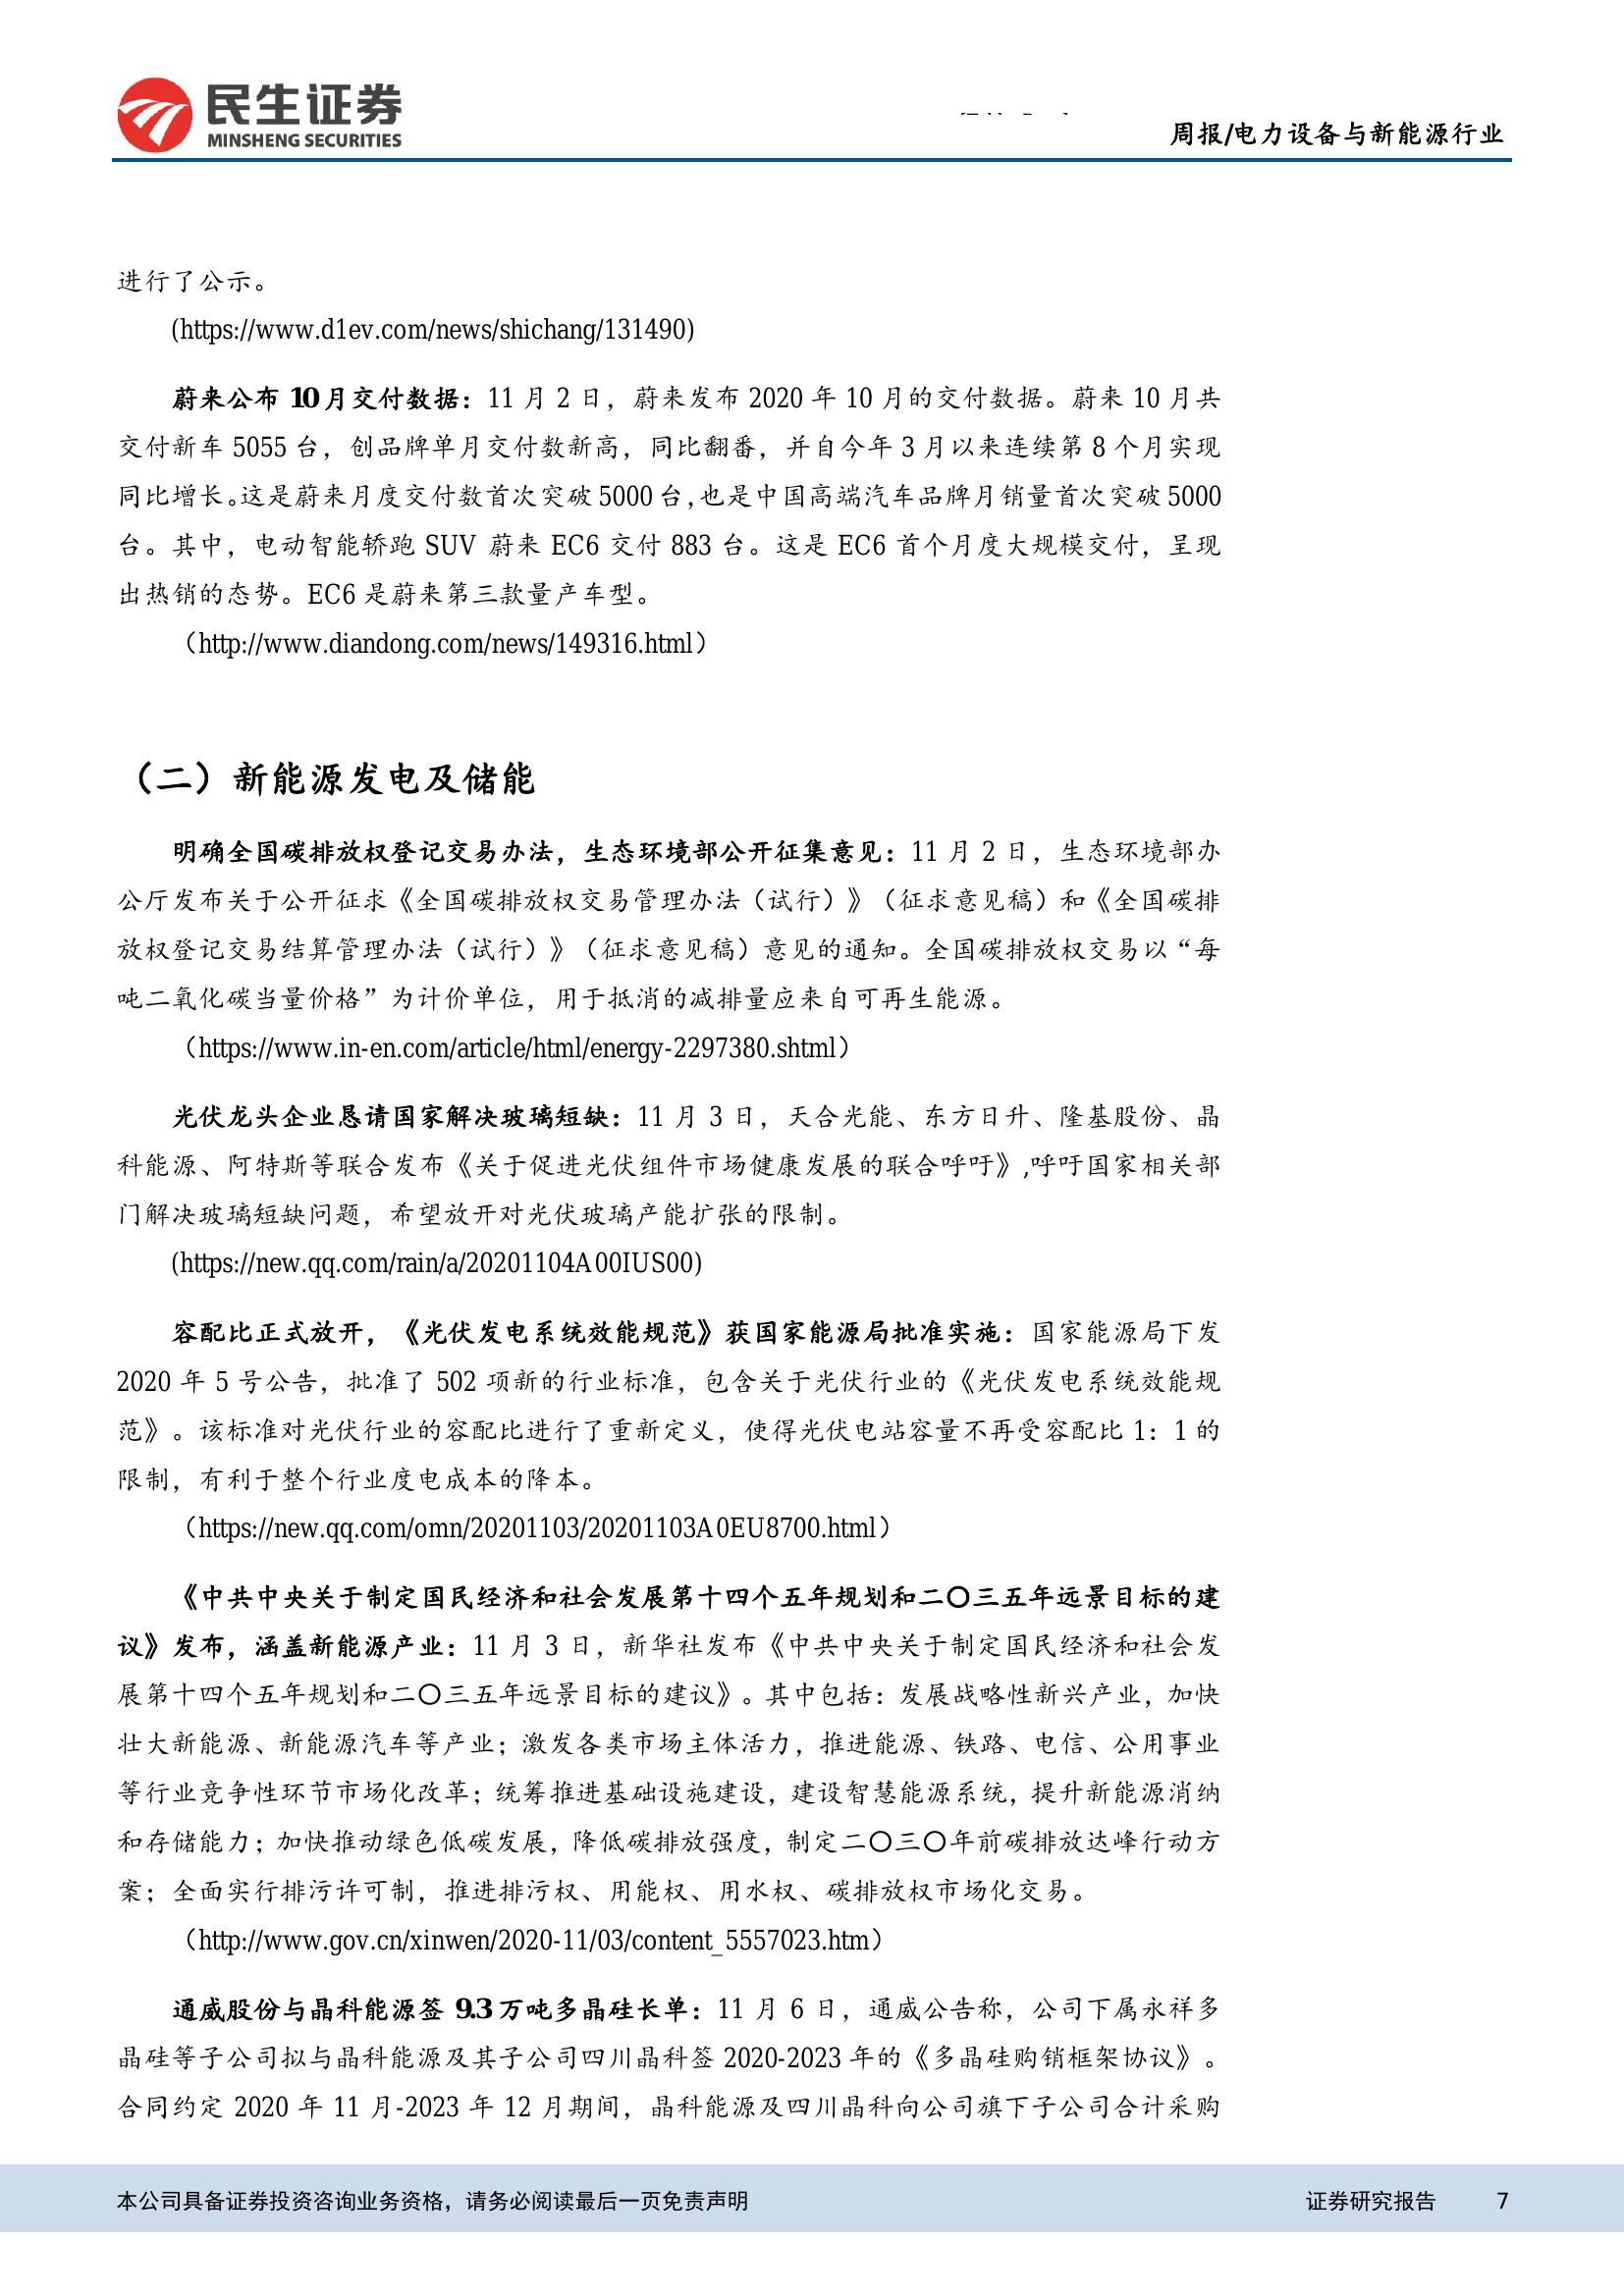 民生证券
MINSHENG SECURITIES
周报/电力设备与新能源行业
进行了公示。
(https://www.d1ev.com/news/shichang/131490)
蔚来公布 10 月交付数据：11 月 2 日，蔚来发布 2020 年 10 月的交付数据。蔚来 10 月共
交付新车 5055 台，创品牌单月交付数新高，同比翻番，并自今年 3 月以来连续第 8 个月实现
同比增长。这是蔚来月度交付数首次突破 5000 台，也是中国高端汽车品牌月销量首次突破 5000
台。其中，电动智能轿跑 SUV 蔚来 EC6 交付 883 台。这是 EC6 首个月度大规模交付，呈现
出热销的态势。EC6 是蔚来第三款量产车型。
（http://www.diandong.com/news/149316.html）
（二）新能源发电及储能
明确全国碳排放权登记交易办法，生态环境部公开征集意见：11 月 2 日，生态环境部办
公厅发布关于公开征求《全国碳排放权交易管理办法（试行）》（征求意见稿）和《全国碳排
放权登记交易结算管理办法（试行）》（征求意见稿）意见的通知。全国碳排放权交易以“每
吨二氧化碳当量价格”为计价单位，用于抵消的减排量应来自可再生能源。
（https://www.in-en.com/article/html/energy-2297380.shtml）
光伏龙头企业恳请国家解决玻璃短缺：11 月 3 日，天合光能、东方日升、隆基股份、晶
科能源、阿特斯等联合发布《关于促进光伏组件市场健康发展的联合呼吁》,呼吁国家相关部
门解决玻璃短缺问题，希望放开对光伏玻璃产能扩张的限制。
(https://new.qq.com/rain/a/20201104A00IUS00)
容配比正式放开，《光伏发电系统效能规范》获国家能源局批准实施：国家能源局下发
2020 年 5 号公告，批准了 502 项新的行业标准，包含关于光伏行业的《光伏发电系统效能规
范》。该标准对光伏行业的容配比进行了重新定义，使得光伏电站容量不再受容配比 1：1 的
限制，有利于整个行业度电成本的降本。
（https://new.qq.com/omn/20201103/20201103A0EU8700.html）
《中共中央关于制定国民经济和社会发展第十四个五年规划和二〇三五年远景目标的建
议》发布，涵盖新能源产业：11 月 3 日，新华社发布《中共中央关于制定国民经济和社会发
展第十四个五年规划和二〇三五年远景目标的建议》。其中包括：发展战略性新兴产业，加快
壮大新能源、新能源汽车等产业；激发各类市场主体活力，推进能源、铁路、电信、公用事业
等行业竞争性环节市场化改革；统筹推进基础设施建设，建设智慧能源系统，提升新能源消纳
和存储能力；加快推动绿色低碳发展，降低碳排放强度，制定二〇三〇年前碳排放达峰行动方
案；全面实行排污许可制，推进排污权、用能权、用水权、碳排放权市场化交易。
（http://www.gov.cn/xinwen/2020-11/03/content_5557023.htm）
通威股份与晶科能源签 9.3 万吨多晶硅长单：11 月 6 日，通威公告称，公司下属永祥多
晶硅等子公司拟与晶科能源及其子公司四川晶科签 2020-2023 年的《多晶硅购销框架协议》。
合同约定 2020 年 11 月-2023 年 12 月期间，晶科能源及四川晶科向公司旗下子公司合计采购
本公司具备证券投资咨询业务资格，请务必阅读最后一页免责声明
证券研究报告 7